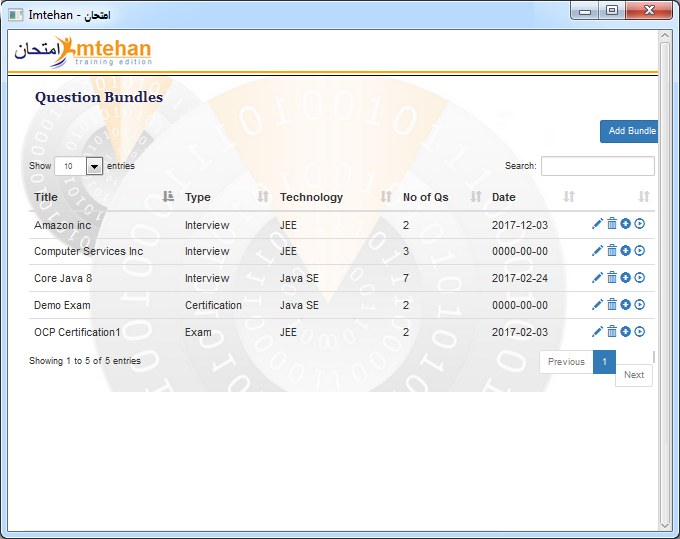 Imtehan - امتحان
امتحان Imtehan
training edition
Question Bundles
Add Bundle
Show 10 entries Search:
Title Type Technology No of Qs Date
Amazon inc Interview JEE 2 2017-12-03
Computer Services Inc Interview JEE 3 0000-00-00
Core Java 8 Interview Java SE 7 2017-02-24
Demo Exam Certification Java SE 2 0000-00-00
OCP Certification1 Exam JEE 2 2017-02-03
Showing 1 to 5 of 5 entries Previous 1
Next